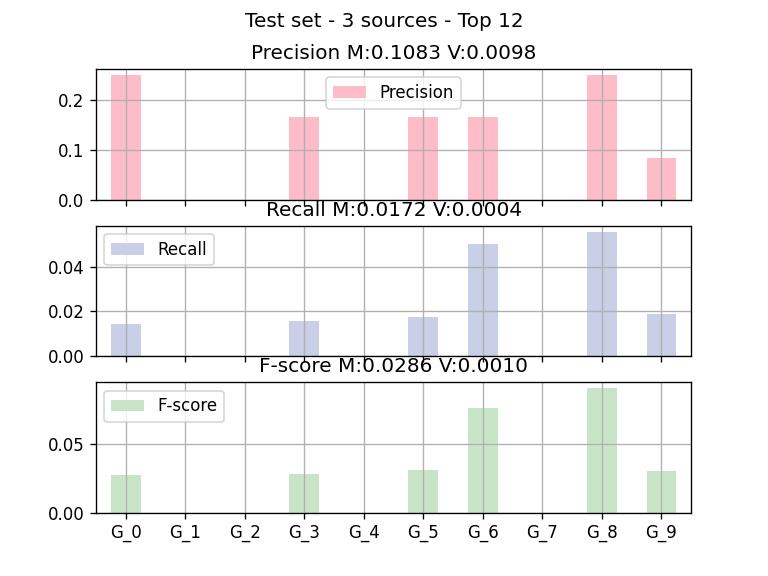 Test set - 3 sources - Top 12
Precision M:0.1083 V:0.0098
Precision
0.2
0.1
0.0
Recall M:0.0172 V:0.0004
Recall
0.04
0.02
0.00
F-score M:0.0286 V:0.0010
F-score
0.05
0.00
G_0 G_1 G_2 G_3 G_4 G_5 G_6 G_7 G_8 G_9